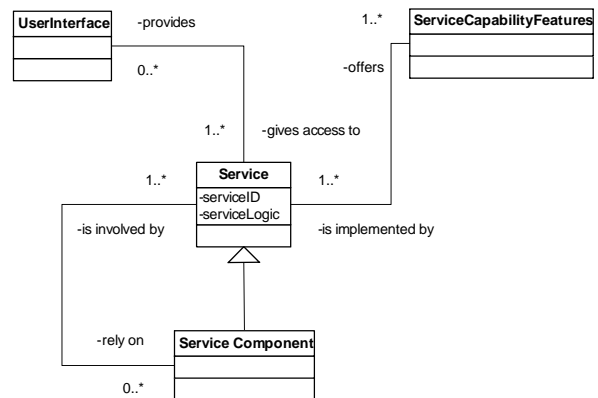 UserInterface
-provides
1..*
ServiceCapabilityFeatures
0..*
-offers
1..*
-gives access to
1..*
Service
1..*
-serviceID
-serviceLogic
-is involved by
-is implemented by
-rely on
Service Component
0..*